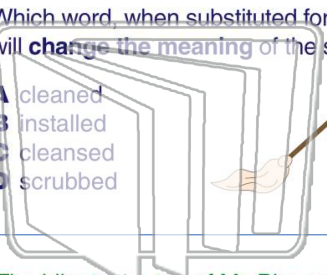 Which word, when substituted for
will change the meaning of the s
A cleaned
B installed
C cleansed
D scrubbed